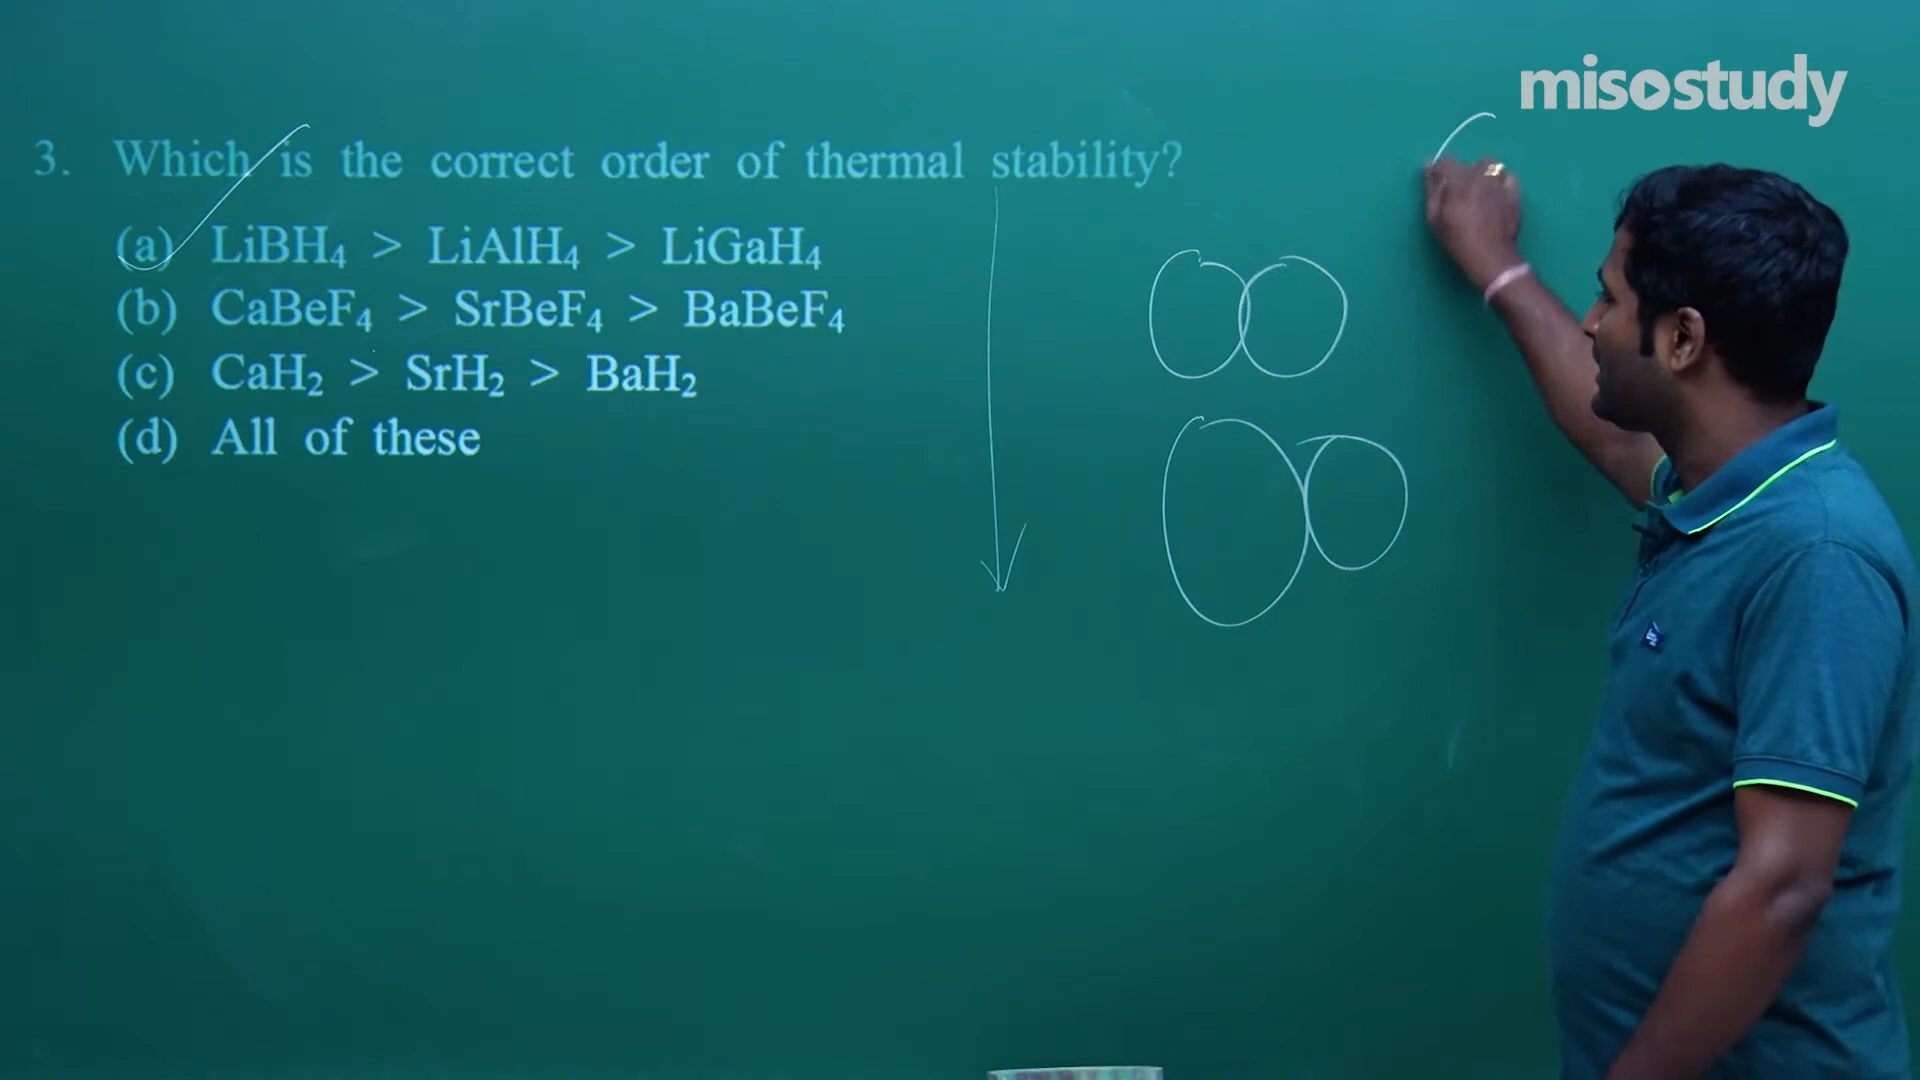 misostudy
3. Which is the correct order of thermal stability?
(a) LiBH₄ > LiAlH₄ > LiGaH₄
(b) CaBeF₄ > SrBeF₄ > BaBeF₄
(c) CaH₂ > SrH₂ > BaH₂
(d) All of these